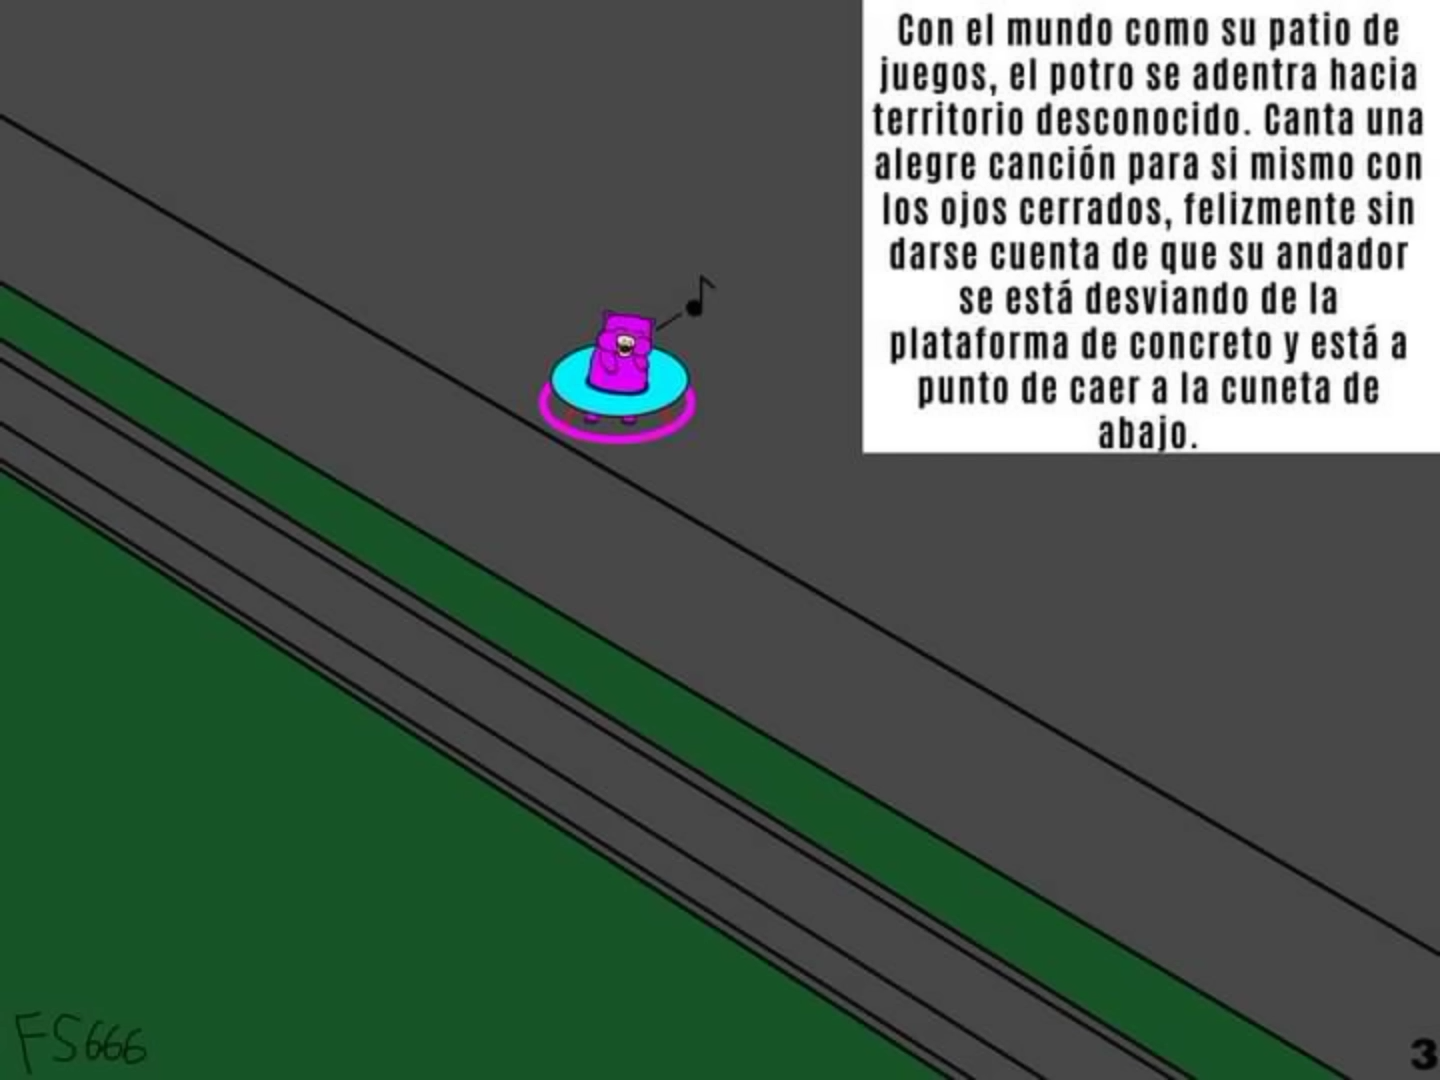 Con el mundo como su patio de
juegos, el potro se adentra hacia
territorio desconocido. Canta una
alegre canción para si mismo con
los ojos cerrados, felizmente sin
darse cuenta de que su andador
se está desviando de la
plataforma de concreto y está a
punto de caer a la cuneta de
abajo.
FS666
3